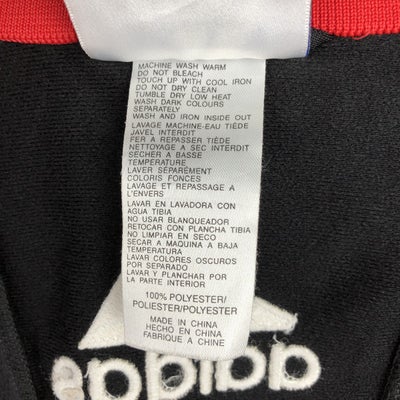 MACHINE WASH WARM
DO NOT BLEACH
TOUCH UP WITH COOL IRON
DO NOT DRY CLEAN
TUMBLE DRY LOW HEAT
WASH DARK COLOURS
SEPARATELY
WASH AND IRON INSIDE OUT
LAVAGE MACHINE-EAU TIÈDE
JAVEL INTERDIT
FER A REPASSER TIÈDE
NETTOYAGE A SEC INTERDIT
SÉCHER A BASSE
TEMPERATURE
LAVER SÉPARÉMENT
COLORIS FONCES
LAVAGE ET REPASSAGE A
L'ENVERS
LAVAR EN LAVADORA CON
AGUA TIBIA
NO USAR BLANQUEADOR
RETOCAR CON PLANCHA TIBIA
NO LIMPIAR EN SECO
SECAR A MAQUINA A BAJA
TEMPERATURA
LAVAR COLORES OSCUROS
POR SEPARADO
LAVAR Y PLANCHAR POR
LA PARTE INTERIOR
100% POLYESTER/
POLIESTER/POLYESTER
MADE IN CHINA
HECHO EN CHINA
FABRIQUE A CHINE
adidas